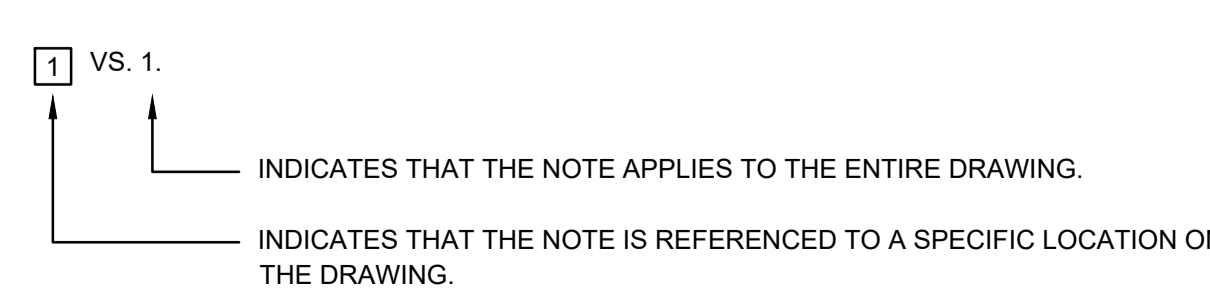 1 VS. 1.
INDICATES THAT THE NOTE APPLIES TO THE ENTIRE DRAWING.
INDICATES THAT THE NOTE IS REFERENCED TO A SPECIFIC LOCATION
THE DRAWING.